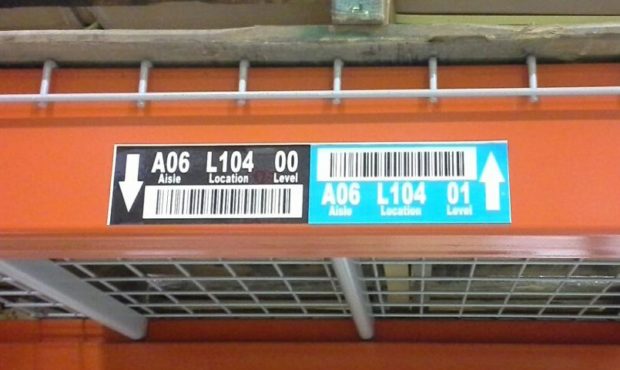 A06 L104 00
Aisle Location Level
A06 L104 01
Aisle Location Level